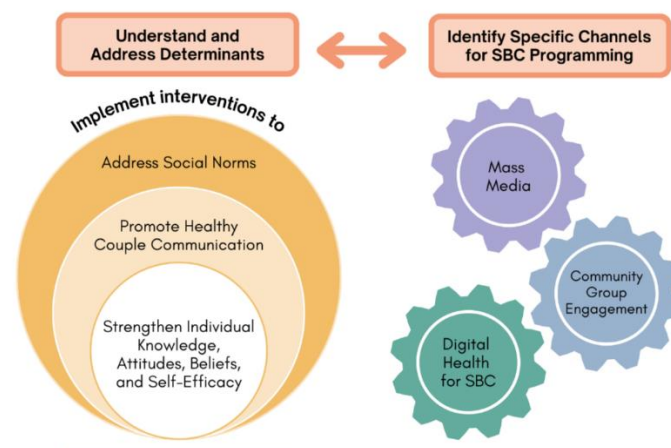 Understand and
Address Determinants
Identify Specific Channels
for SBC Programming
Implement interventions to
Address Social Norms
Promote Healthy
Couple Communication
Strengthen Individual
Knowledge,
Attitudes, Beliefs,
and Self-Efficacy
Mass
Media
Community
Group
Engagement
Digital
Health
for SBC